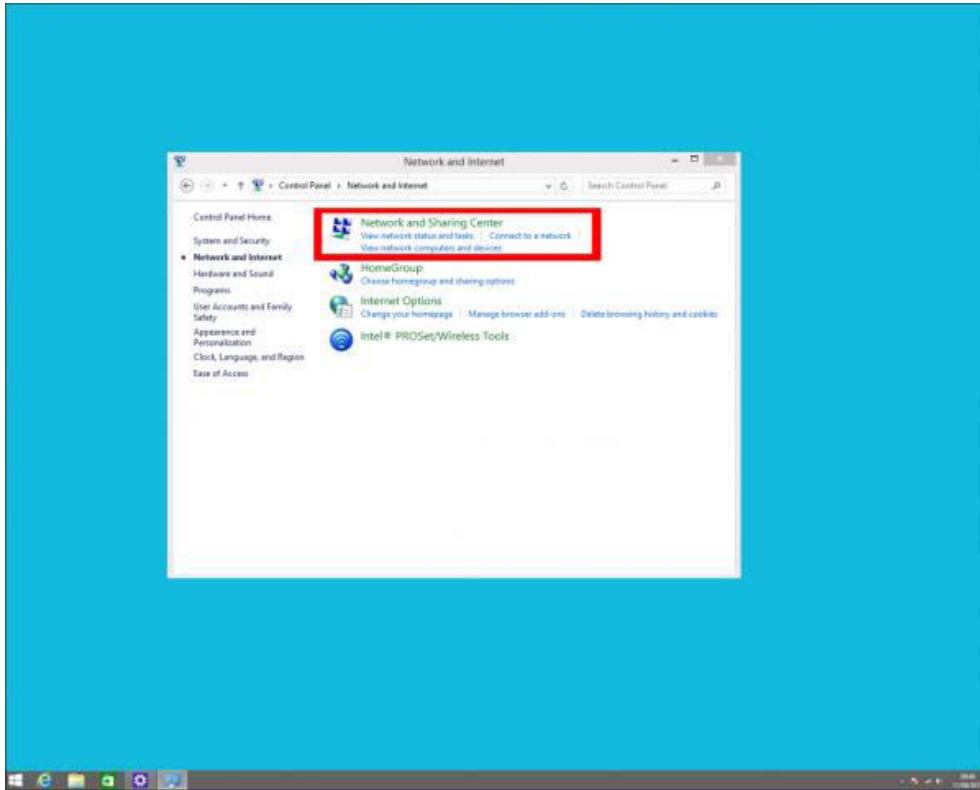 Network and Internet
Control Panel › Network and Internet
Search Control Panel
Control Panel Home
System and Security
Network and Internet
Hardware and Sound
Programs
User Accounts and Family
Safety
Appearance and
Personalization
Clock, Language, and Region
Ease of Access
Network and Sharing Center
View network status and tasks | Connect to a network
View network computers and devices
HomeGroup
Choose homegroup and sharing options
Internet Options
Change your homepage | Manage browser add-ons | Delete browsing history and cookies
Intel® PROSet/Wireless Tools